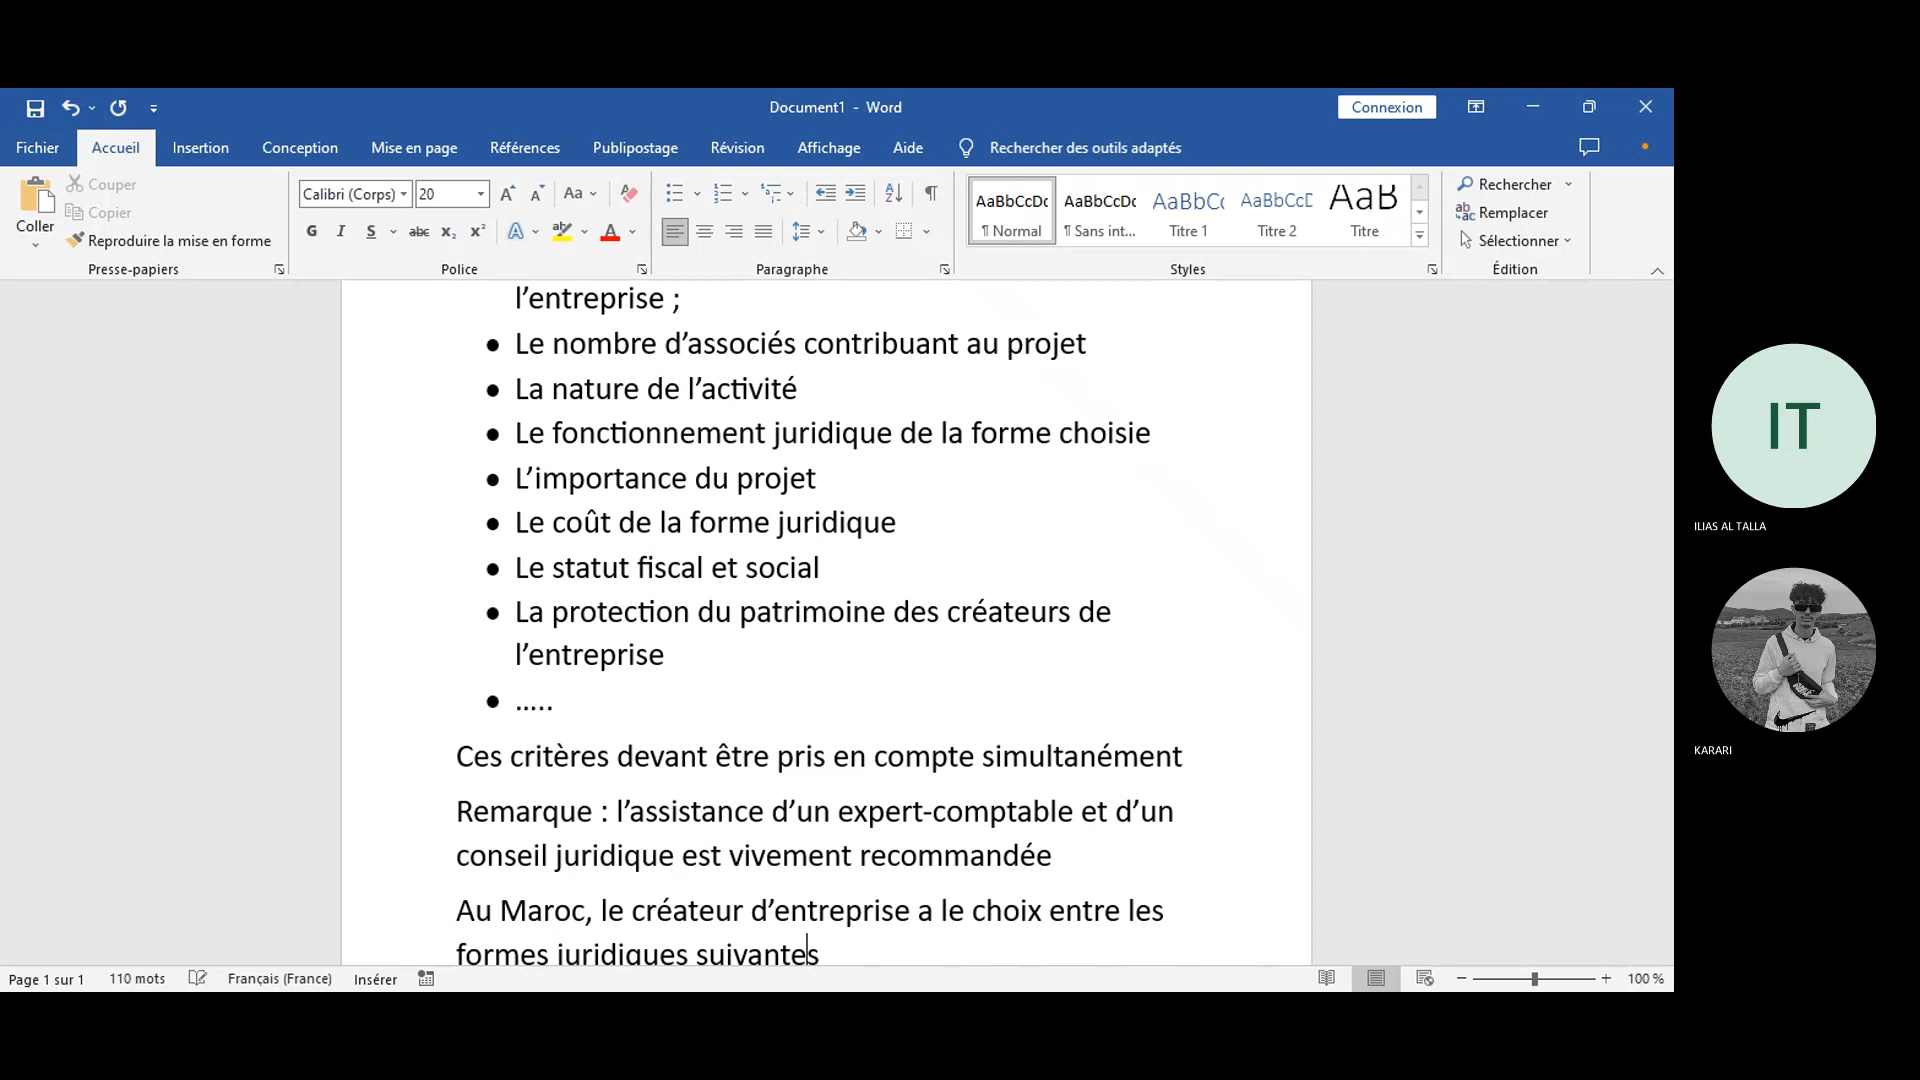 Document1 - Word
Connexion
Fichier
Accueil
Insertion
Conception
Mise en page
Références
Publipostage
Révision
Affichage
Aide
Rechercher des outils adaptés
Coller
Couper
Copier
Reproduire la mise en forme
Presse-papiers
Calibri (Corps)
20
Aa
G I S abc x₂ x²
Police
Paragraphe
AaBbCcDc
¶ Normal
AaBbCcDc
¶ Sans int...
AaBbCc
Titre 1
AaBbCcD
Titre 2
AaB
Titre
Styles
Rechercher
Remplacer
Sélectionner
Édition
l’entreprise ;
• Le nombre d’associés contribuant au projet
• La nature de l’activité
• Le fonctionnement juridique de la forme choisie
• L’importance du projet
• Le coût de la forme juridique
• Le statut fiscal et social
• La protection du patrimoine des créateurs de
l’entreprise
• …..
Ces critères devant être pris en compte simultanément
Remarque : l’assistance d’un expert-comptable et d’un
conseil juridique est vivement recommandée
Au Maroc, le créateur d’entreprise a le choix entre les
formes juridiques suivantes
Page 1 sur 1
110 mots
Français (France)
Insérer
100 %
IT
ILIAS AL TALLA
KARARI